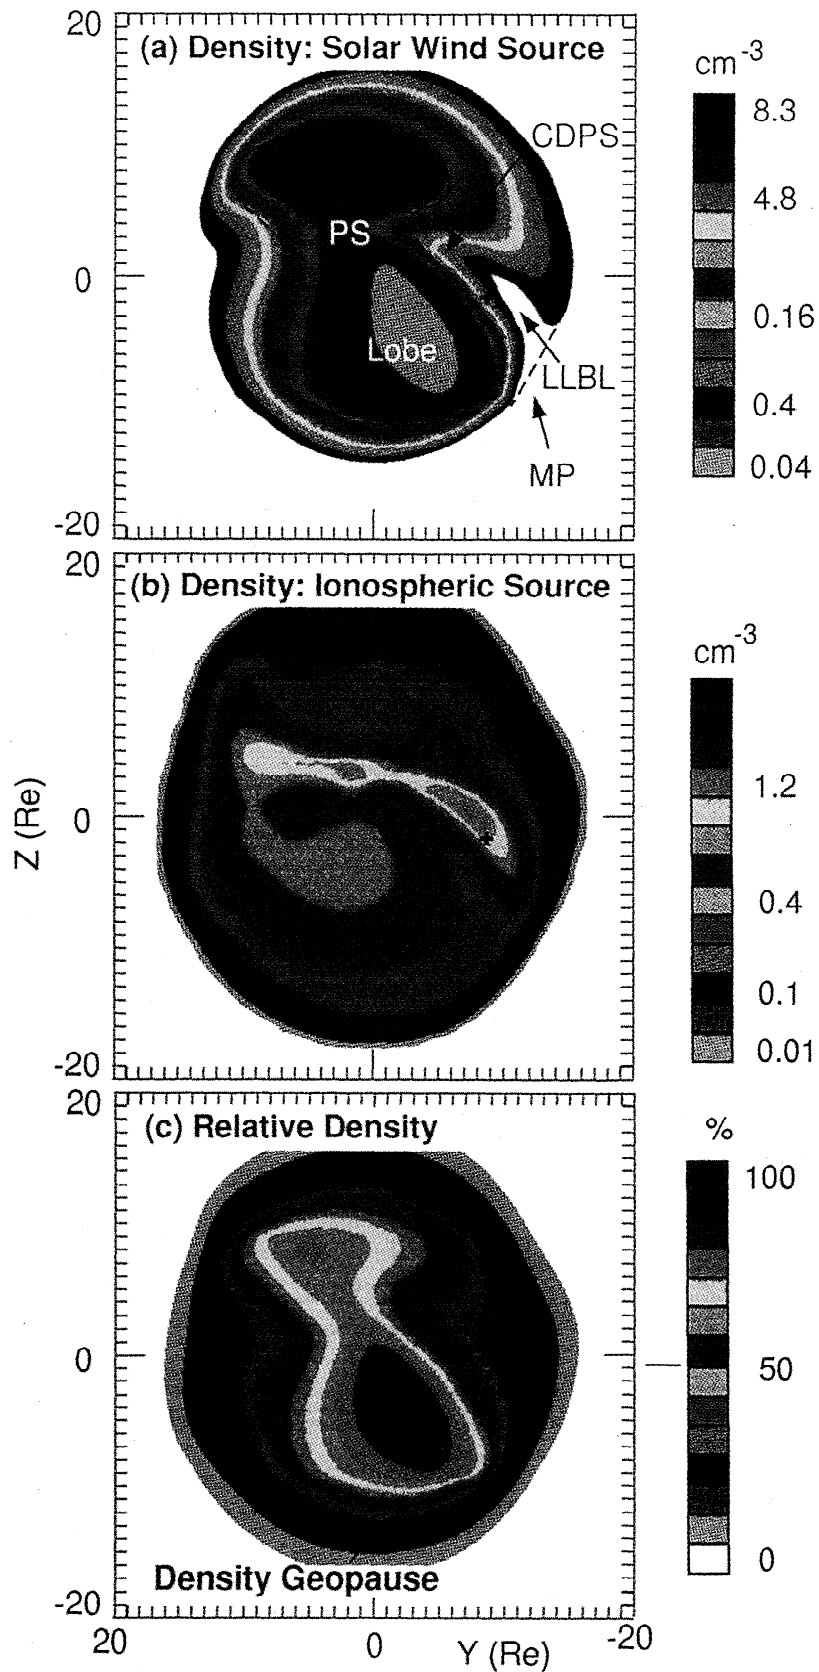 20
(a) Density: Solar Wind Source
cm-3
8.3
CDPS
4.8
PS
0
0.16
Lobe
LLBL
0.4
MP
0.04
-20
20
(b) Density: Ionospheric Source
cm-3
1.2
Z (Re)
0
0.4
0.1
0.01
-20
20
(c) Relative Density
%
100
0
50
Density Geopause
0
-20
20
0
Y (Re)
-20